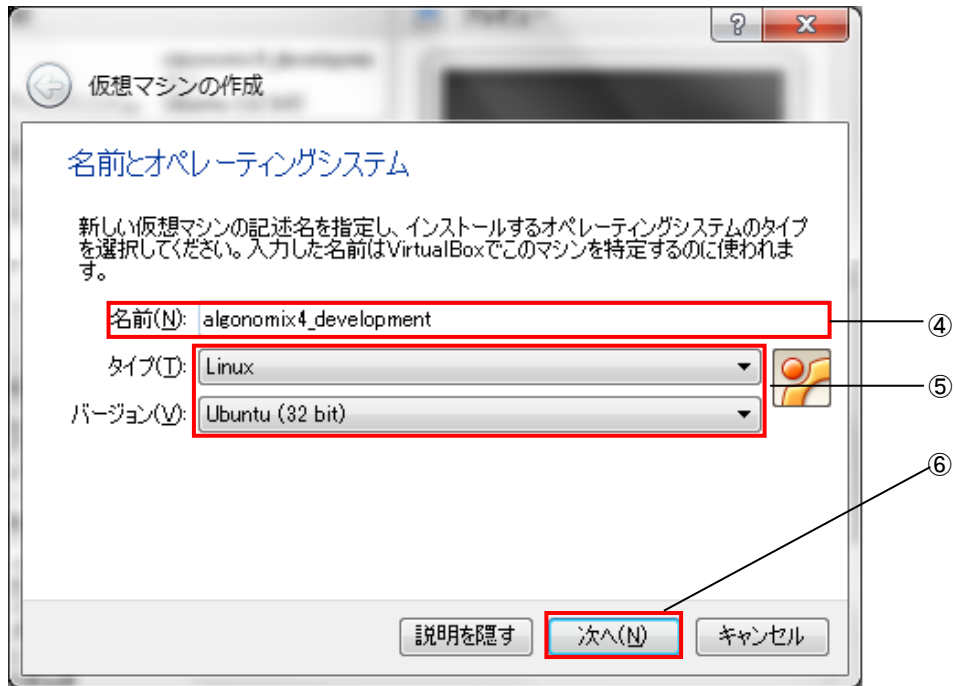 仮想マシンの作成
名前とオペレーティングシステム
新しい仮想マシンの記述名を指定し、インストールするオペレーティングシステムのタイプ
を選択してください。入力した名前はVirtualBoxでこのマシンを特定するのに使われま
す。
名前(N): algonomix4_development
④
タイプ(T): Linux
⑤
バージョン(V): Ubuntu (32 bit)
⑥
説明を隠す 次へ(N) キャンセル